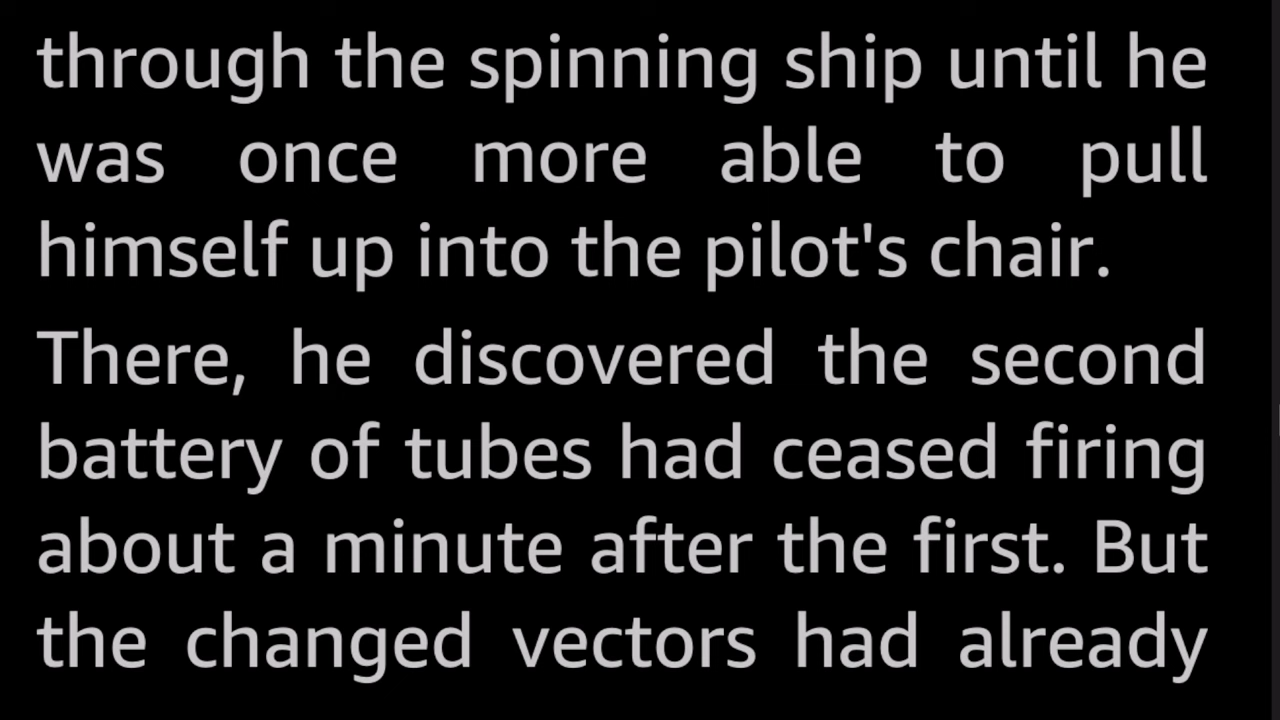 through the spinning ship until he
was once more able to pull
himself up into the pilot's chair.
There, he discovered the second
battery of tubes had ceased firing
about a minute after the first. But
the changed vectors had already